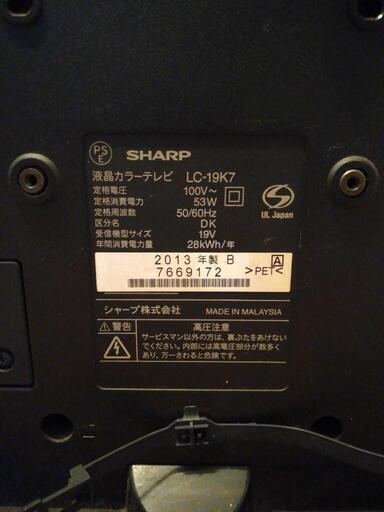 PS
E
SHARP
液晶カラーテレビ LC-19K7
定格電圧 100V～
定格消費電力 53W
定格周波数 50/60Hz
区分名 DK
受信機型サイズ 19V
年間消費電力量 28kWh/年
S
UL Japan
2013 年製 B A
7669172 >PET<
シャープ株式会社 MADE IN MALAYSIA
警告 高圧注意
サービスマン以外の方は、裏ぶたをあけないで
ください。内部には高電圧部分が数多く
あり、万一さわると危険です。